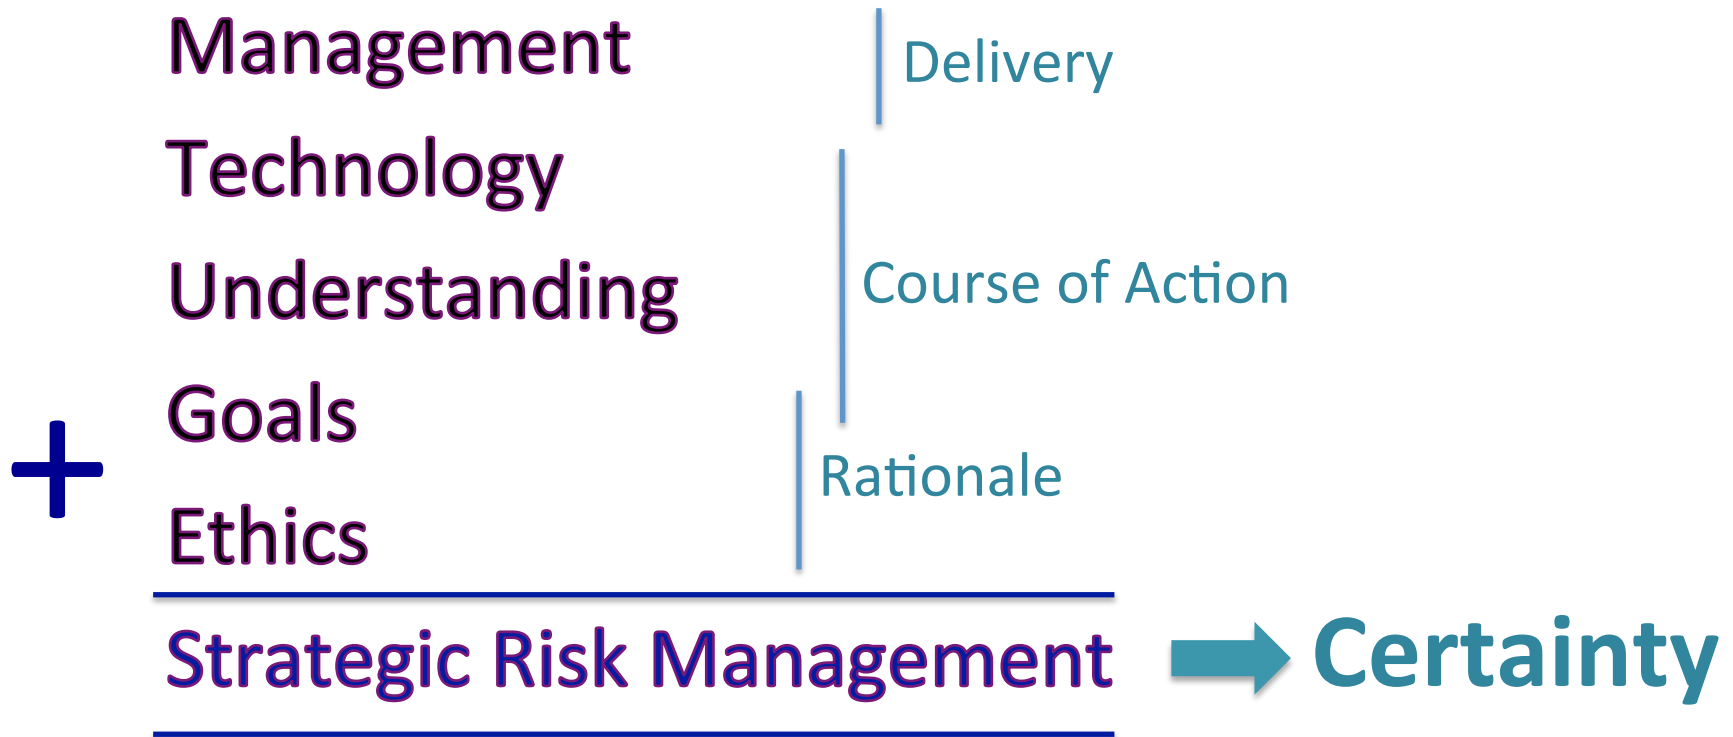 Management
Delivery
Technology
Understanding
Course of Action
Goals
Rationale
+
Ethics
Strategic Risk Management
Certainty